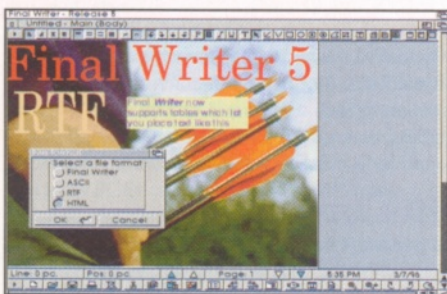 Final Writer - Release 5
Untitled - Main (Body)
Final Writer 5
RTF
Final Writer now
supports tables which let
you place text like this
Select a file format
Final Writer
ASCII
RTF
HTML
OK Cancel
Line: 0 pc. Pos: 0 pc. Page: 1 5:35 PM 3/7/96